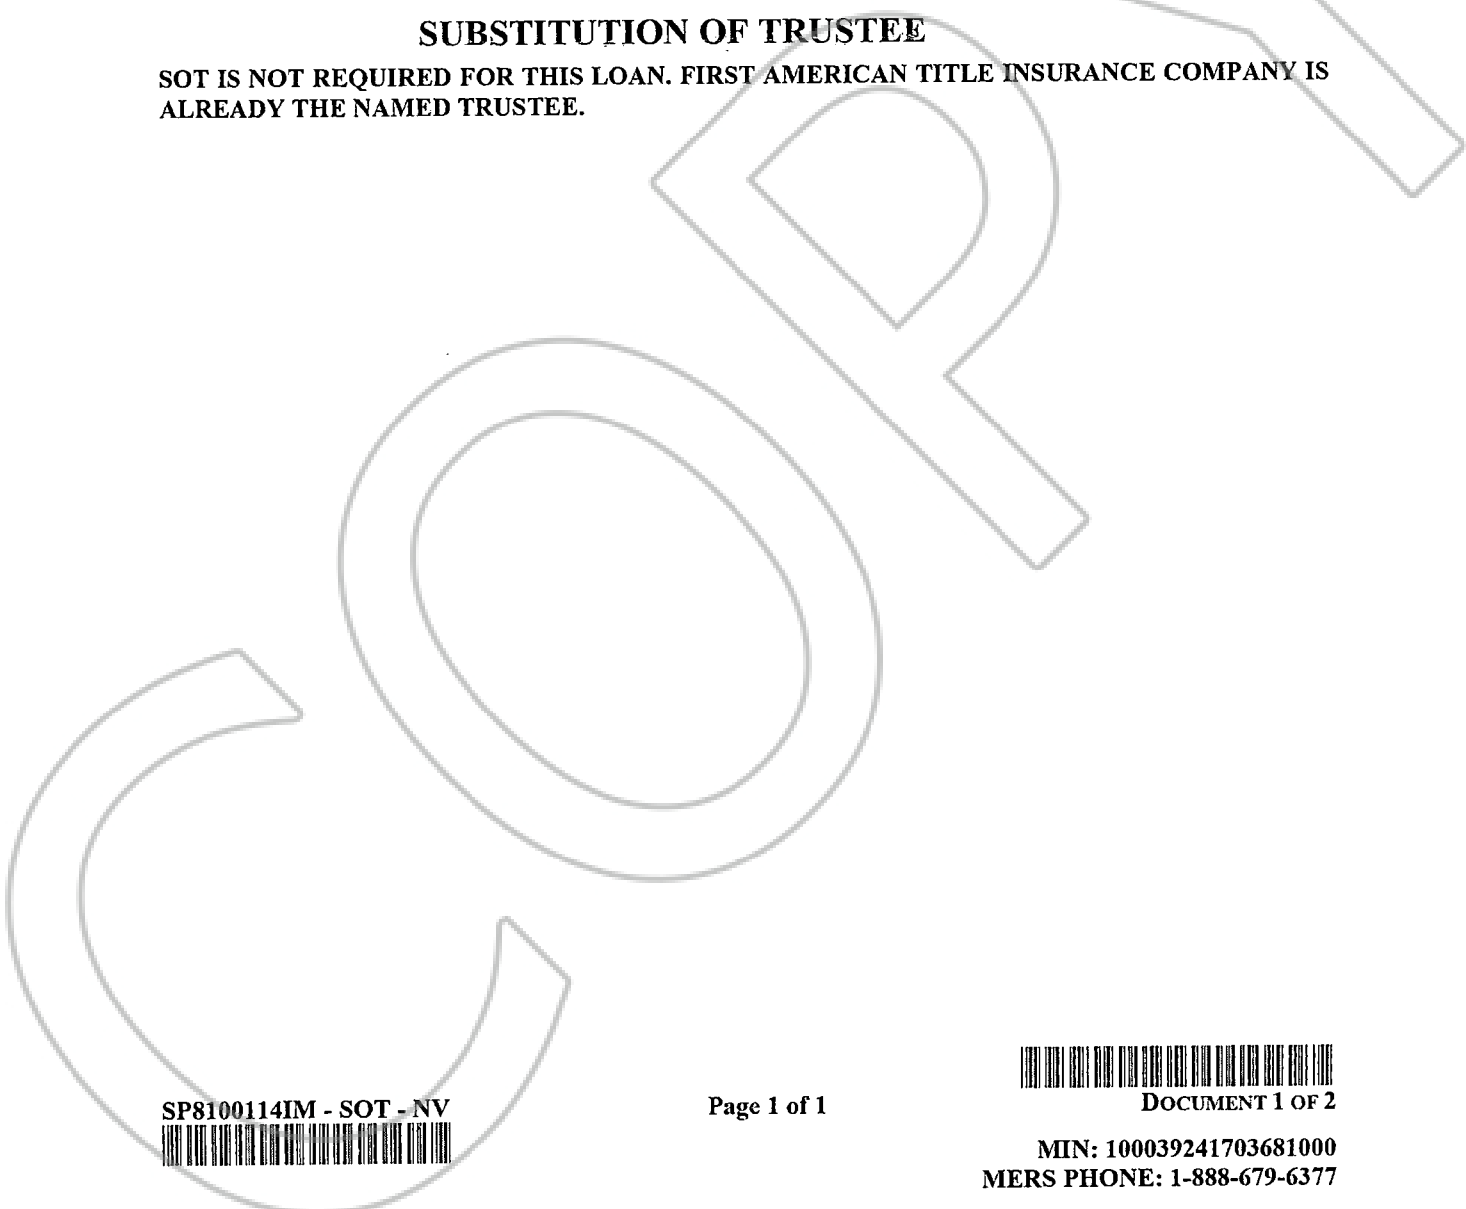 SUBSTITUTION OF TRUSTEE
SOT IS NOT REQUIRED FOR THIS LOAN. FIRST AMERICAN TITLE INSURANCE COMPANY IS
ALREADY THE NAMED TRUSTEE.
COPY
SP8100114IM - SOT - NV
Page 1 of 1
DOCUMENT 1 OF 2
MIN: 100039241703681000
MERS PHONE: 1-888-679-6377